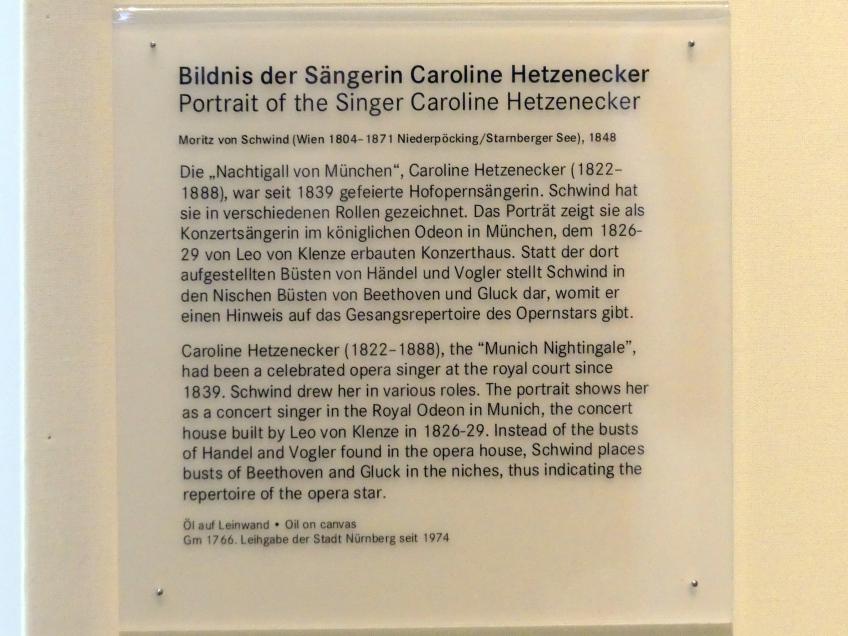 Bildnis der Sängerin Caroline Hetzenecker
Portrait of the Singer Caroline Hetzenecker
Moritz von Schwind (Wien 1804–1871 Niederpöcking/Starnberger See), 1848
Die „Nachtigall von München“, Caroline Hetzenecker (1822–
1888), war seit 1839 gefeierte Hofopernsängerin. Schwind hat
sie in verschiedenen Rollen gezeichnet. Das Porträt zeigt sie als
Konzertsängerin im königlichen Odeon in München, dem 1826-
29 von Leo von Klenze erbauten Konzerthaus. Statt der dort
aufgestellten Büsten von Händel und Vogler stellt Schwind in
den Nischen Büsten von Beethoven und Gluck dar, womit er
einen Hinweis auf das Gesangsrepertoire des Opernstars gibt.
Caroline Hetzenecker (1822–1888), the “Munich Nightingale”,
had been a celebrated opera singer at the royal court since
1839. Schwind drew her in various roles. The portrait shows her
as a concert singer in the Royal Odeon in Munich, the concert
house built by Leo von Klenze in 1826-29. Instead of the busts
of Handel and Vogler found in the opera house, Schwind places
busts of Beethoven and Gluck in the niches, thus indicating the
repertoire of the opera star.
Öl auf Leinwand • Oil on canvas
Gm 1766. Leihgabe der Stadt Nürnberg seit 1974